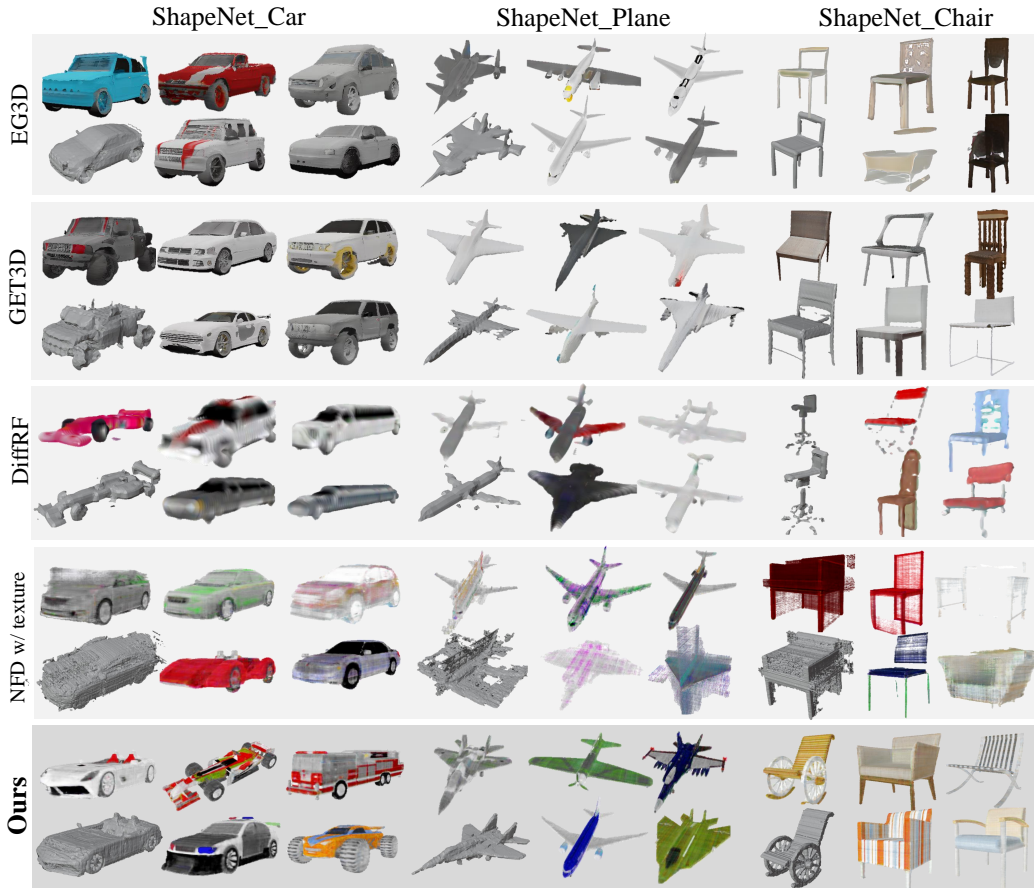 ShapeNet_Car
ShapeNet_Plane
ShapeNet_Chair
EG3D
GET3D
DiffRF
NFD w/ texture
Ours